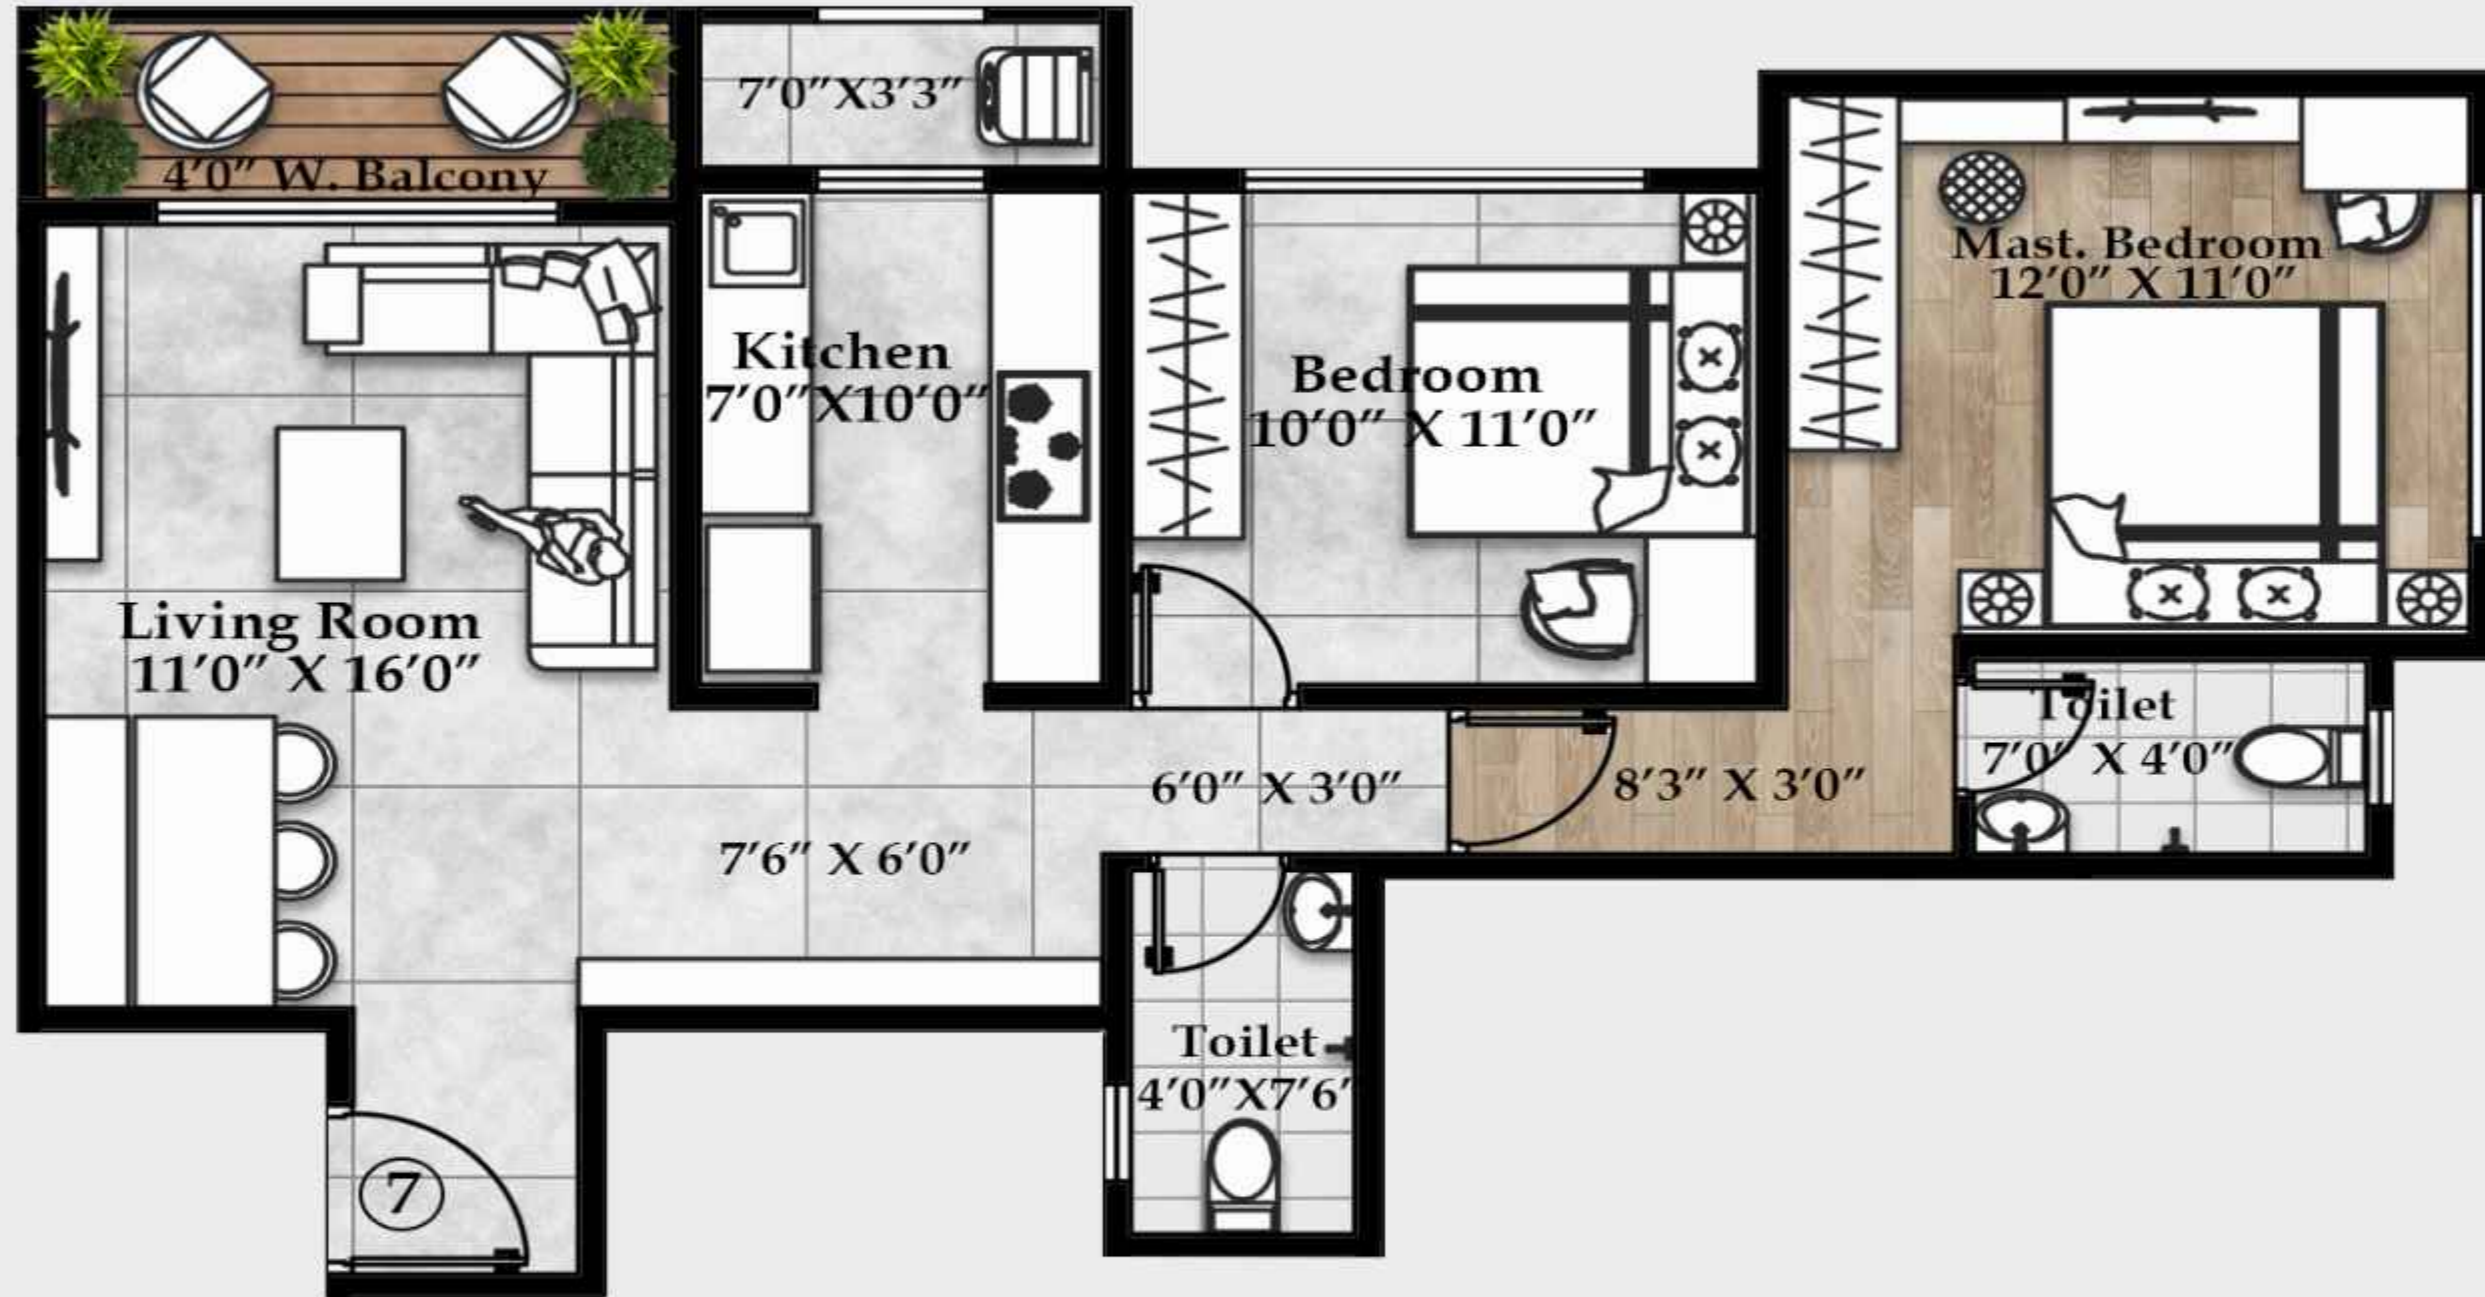 7′0″X3′3″
4′0″ W. Balcony
Mast. Bedroom
12′0″ X 11′0″
Kitchen
7′0″X10′0″
Bedroom
10′0″ X 11′0″
Living Room
11′0″ X 16′0″
Toilet
7′0″ X 4′0″
6′0″ X 3′0″
8′3″ X 3′0″
7′6″ X 6′0″
Toilet
4′0″X7′6″
7